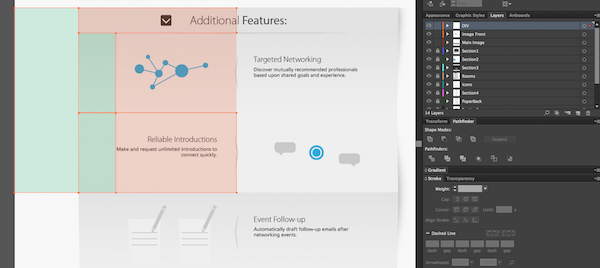 Additional Features:
Targeted Networking
Discover mutually recommended professionals
based upon shared goals and experience.
Reliable Introductions
Make and request unlimited introductions to
connect quickly.
Event Follow-up
Automatically draft follow-up emails after
networking events.
Appearance Graphic Styles Layers Artboards
DIV
Image Front
Main Image
Section1
Section2
Section3
Rooms
Icons
Section4
PaperBack
14 Layers
Transform Pathfinder
Shape Modes:
Expand
Pathfinders:
Gradient
Stroke Transparency
Weight:
Cap:
Corner: Limit:
Align Stroke:
Dashed Line
dash gap dash gap dash gap
Arrowheads: